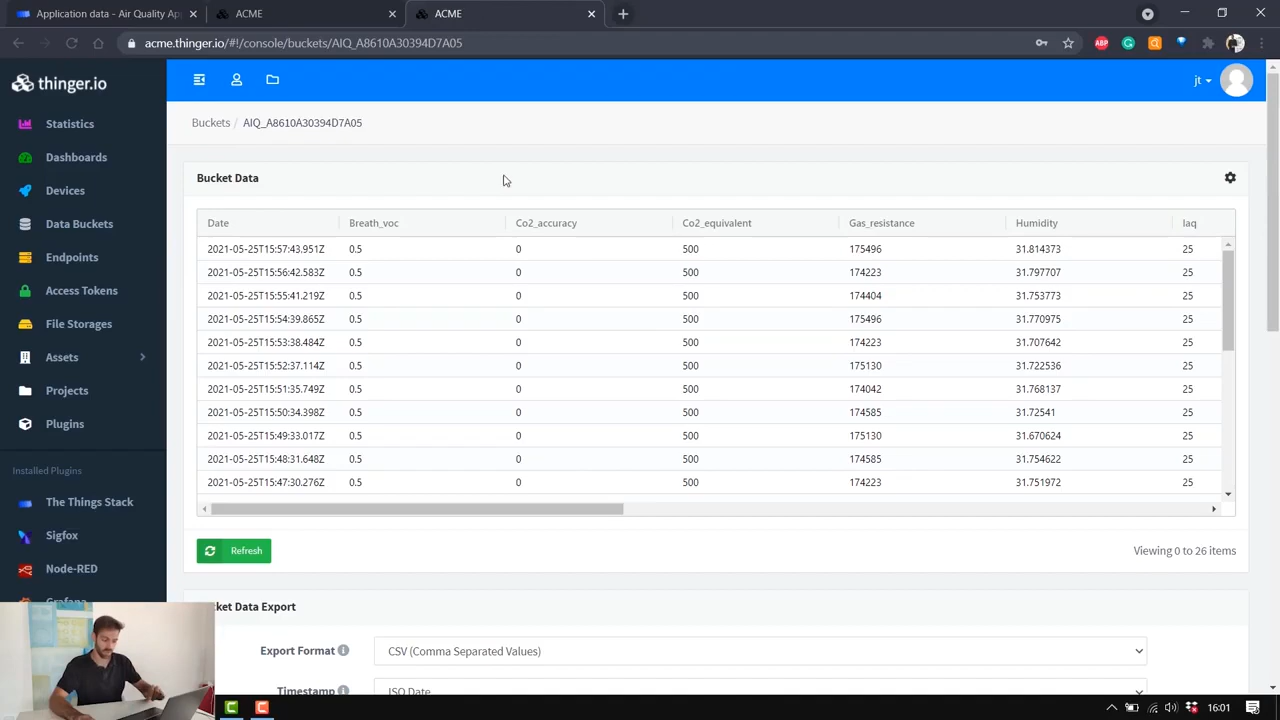 Application data - Air Quality Ap
ACME
ACME
acme.thinger.io/#!/console/buckets/AIQ_A8610A30394D7A05
ABP
thinger.io
jt
Statistics
Dashboards
Devices
Data Buckets
Endpoints
Access Tokens
File Storages
Assets
Projects
Plugins
Installed Plugins
The Things Stack
Sigfox
Node-RED
Grafana
Buckets / AIQ_A8610A30394D7A05
Bucket Data
Date Breath_voc Co2_accuracy Co2_equivalent Gas_resistance Humidity Iaq
2021-05-25T15:57:43.951Z 0.5 0 500 175496 31.814373 25
2021-05-25T15:56:42.583Z 0.5 0 500 174223 31.797707 25
2021-05-25T15:55:41.219Z 0.5 0 500 174404 31.753773 25
2021-05-25T15:54:39.865Z 0.5 0 500 175496 31.770975 25
2021-05-25T15:53:38.484Z 0.5 0 500 174223 31.707642 25
2021-05-25T15:52:37.114Z 0.5 0 500 175130 31.722536 25
2021-05-25T15:51:35.749Z 0.5 0 500 174042 31.768137 25
2021-05-25T15:50:34.398Z 0.5 0 500 174585 31.72541 25
2021-05-25T15:49:33.017Z 0.5 0 500 175130 31.670624 25
2021-05-25T15:48:31.648Z 0.5 0 500 174585 31.754622 25
2021-05-25T15:47:30.276Z 0.5 0 500 174223 31.751972 25
Refresh
Viewing 0 to 26 items
ket Data Export
Export Format
CSV (Comma Separated Values)
Timestamp
ISO Date
16:01